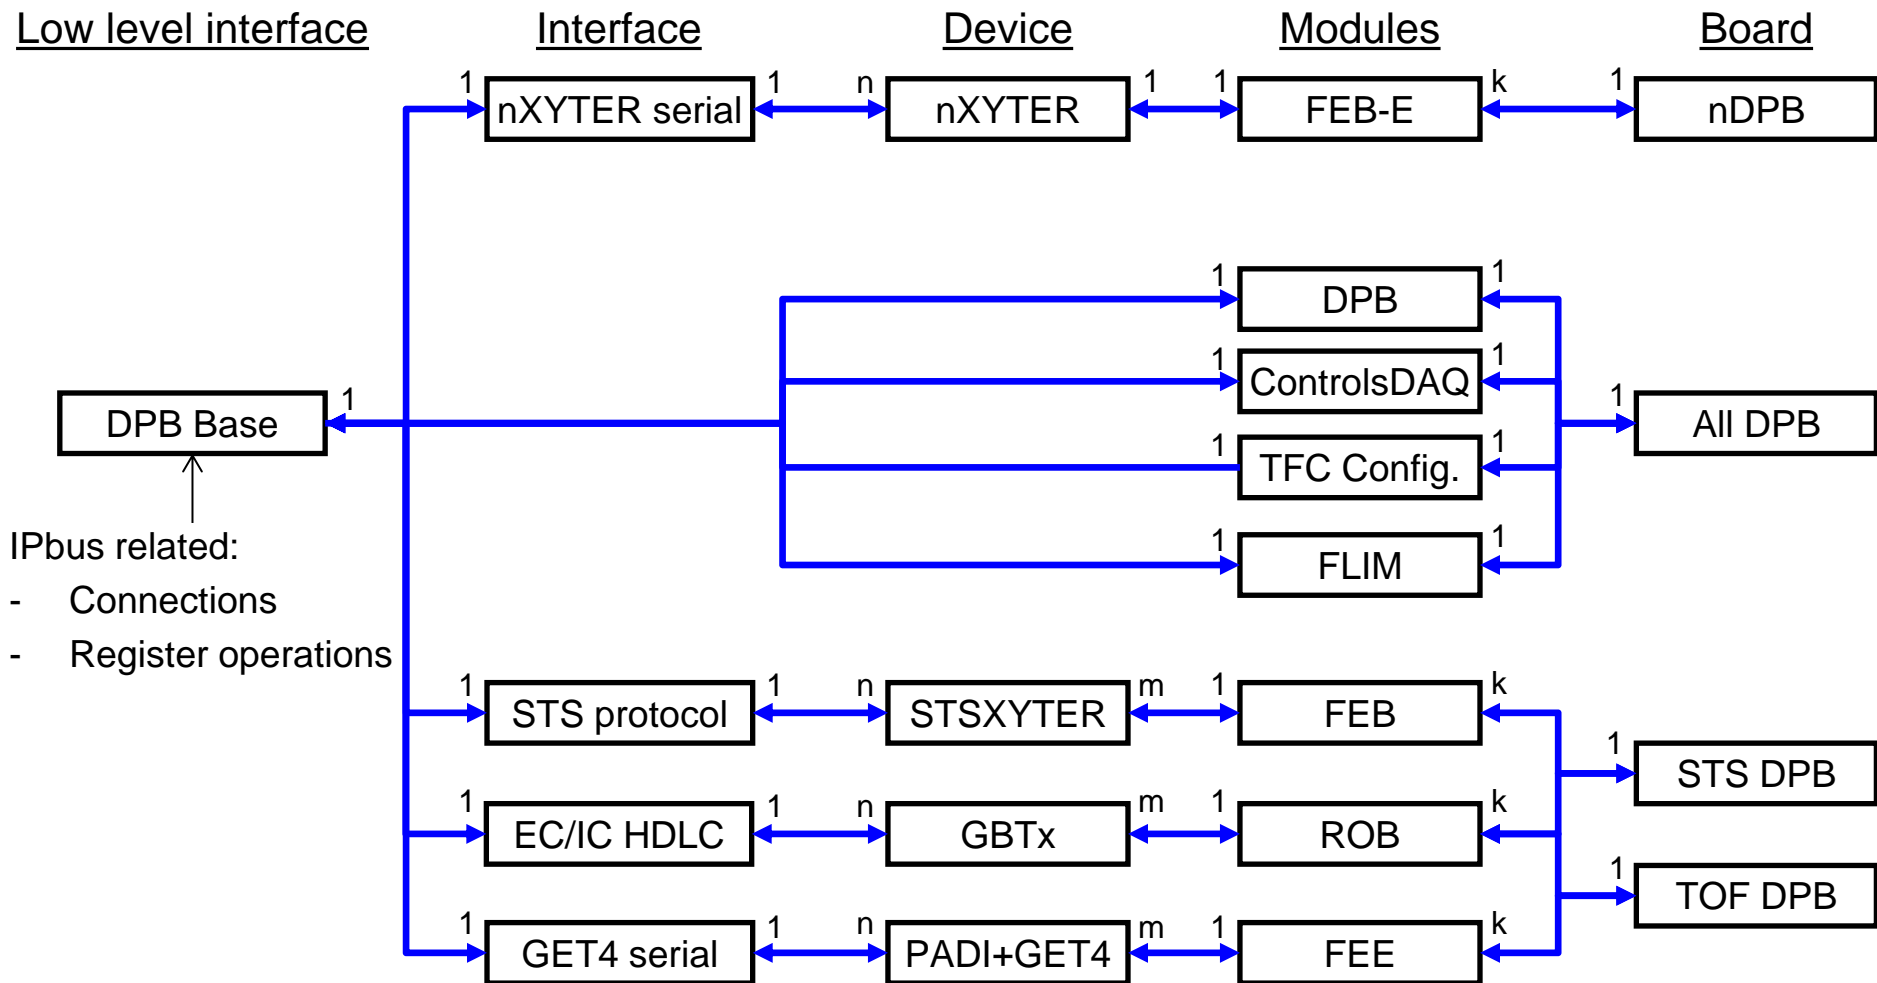 Low level interface Interface Device Modules Board
1 1 n 1 1 k 1
nXYTER serial nXYTER FEB-E nDPB
1 1
DPB
1 1
ControlsDAQ
1 1
DPB Base All DPB
1 1
TFC Config.
IPbus related:
1 1
FLIM
- Connections
- Register operations
1 1 n m 1 k
STS protocol STSXYTER FEB
1
STS DPB
1 1 n m 1 k
EC/IC HDLC GBTx ROB
1
TOF DPB
1 1 n m 1 k
GET4 serial PADI+GET4 FEE